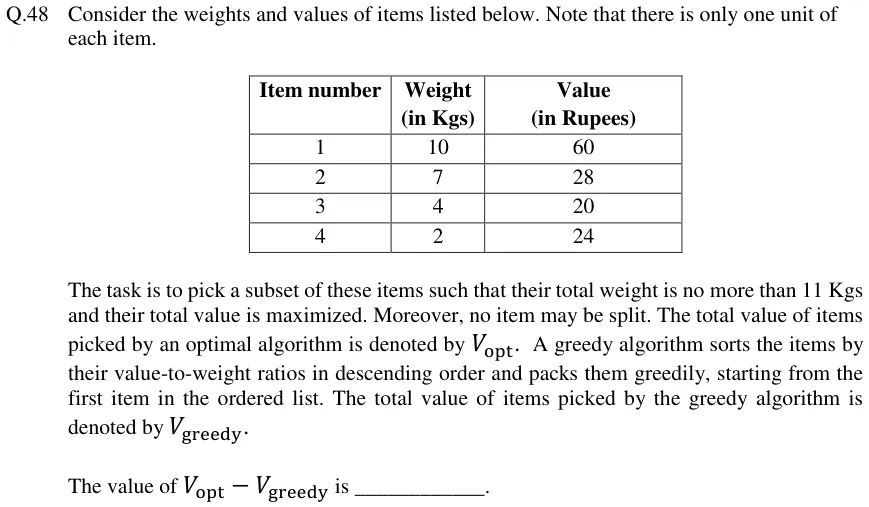 Q.48 Consider the weights and values of items listed below. Note that there is only one unit of
each item.
Item number Weight (in Kgs) Value (in Rupees)
1 10 60
2 7 28
3 4 20
4 2 24
The task is to pick a subset of these items such that their total weight is no more than 11 Kgs
and their total value is maximized. Moreover, no item may be split. The total value of items
picked by an optimal algorithm is denoted by V_opt. A greedy algorithm sorts the items by
their value-to-weight ratios in descending order and packs them greedily, starting from the
first item in the ordered list. The total value of items picked by the greedy algorithm is
denoted by V_greedy.
The value of V_opt − V_greedy is ____________.